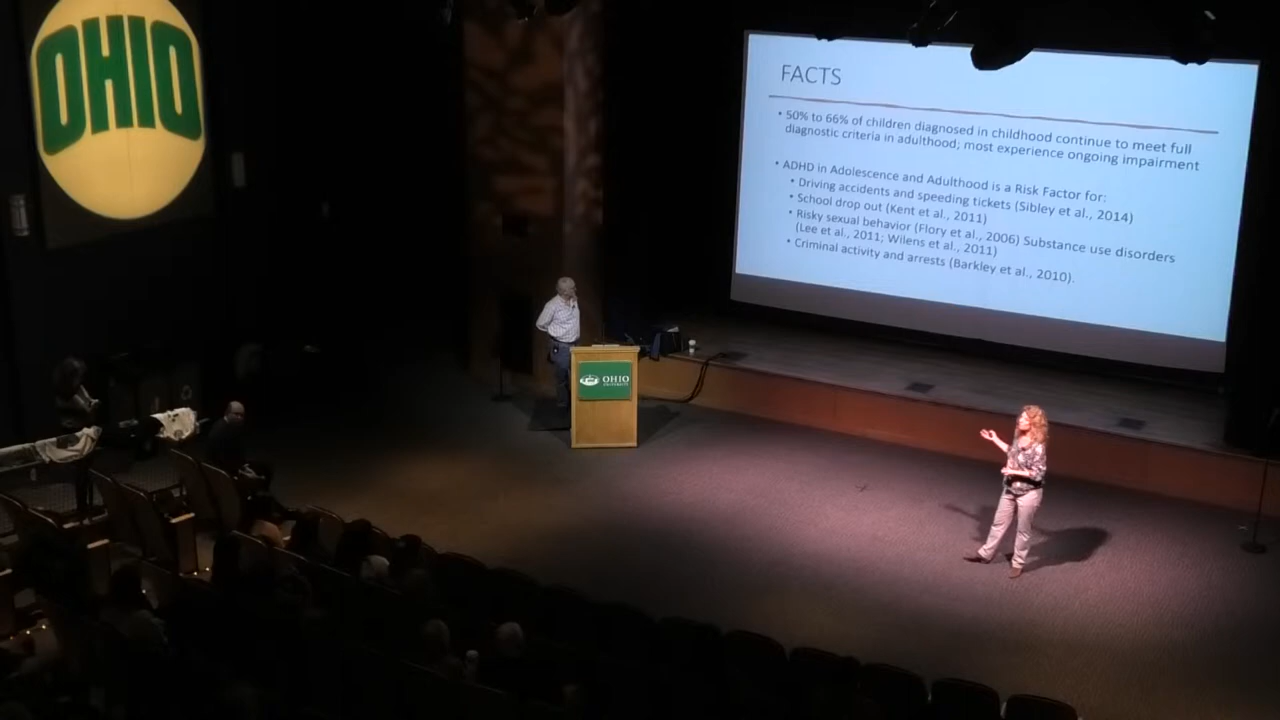 OHIO
FACTS
• 50% to 66% of children diagnosed in childhood continue to meet full
diagnostic criteria in adulthood; most experience ongoing impairment
• ADHD in Adolescence and Adulthood is a Risk Factor for:
• Driving accidents and speeding tickets (Sibley et al., 2014)
• School drop out (Kent et al., 2011)
• Risky sexual behavior (Flory et al., 2006) Substance use disorders
(Lee et al., 2011; Wilens et al., 2011)
• Criminal activity and arrests (Barkley et al., 2010).
OHIO
UNIVERSITY